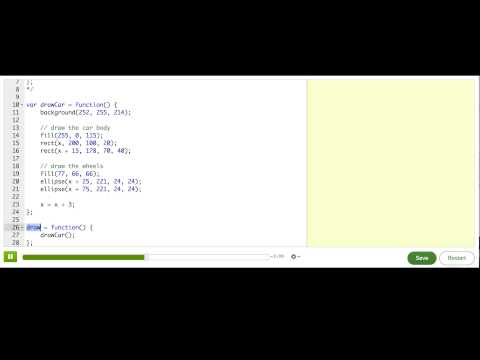 7 };
8 */
9
10 var drawCar = function() {
11 background(252, 255, 214);
12
13 // draw the car body
14 fill(255, 0, 115);
15 rect(x, 200, 100, 20);
16 rect(x + 15, 178, 70, 40);
17
18 // draw the wheels
19 fill(77, 66, 66);
20 ellipse(x + 25, 221, 24, 24);
21 ellipse(x + 75, 221, 24, 24);
22
23 x = x + 3;
24 };
25
26 draw = function() {
27 drawCar();
28 };
Save
Restart